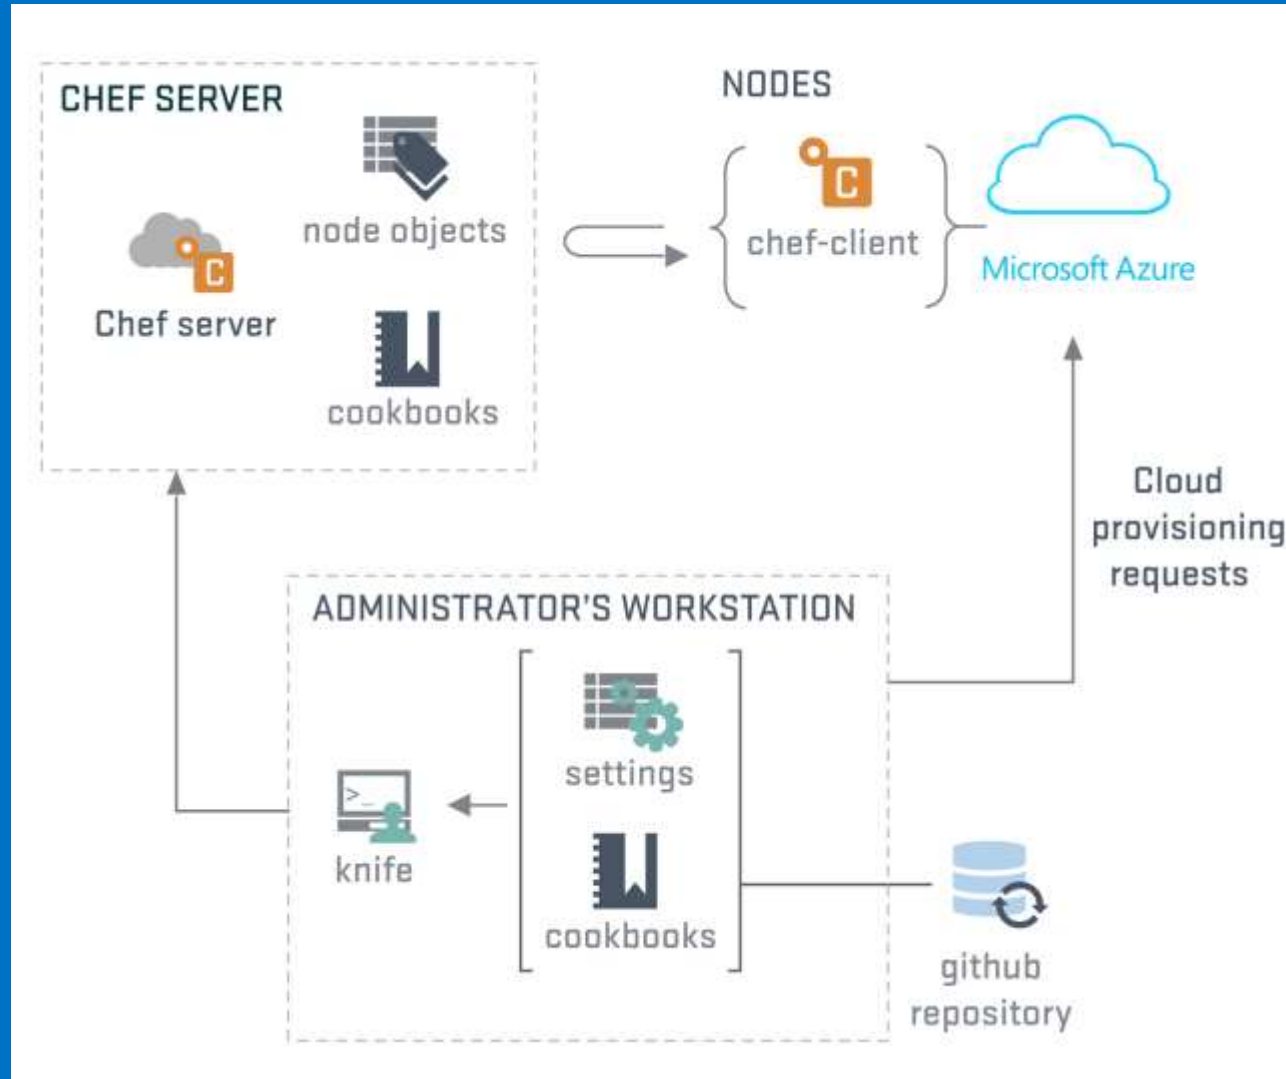 CHEF SERVER
node objects
Chef server
cookbooks
NODES
C
chef-client
Microsoft Azure
C
Cloud
provisioning
requests
ADMINISTRATOR'S WORKSTATION
settings
>_
knife
cookbooks
github
repository